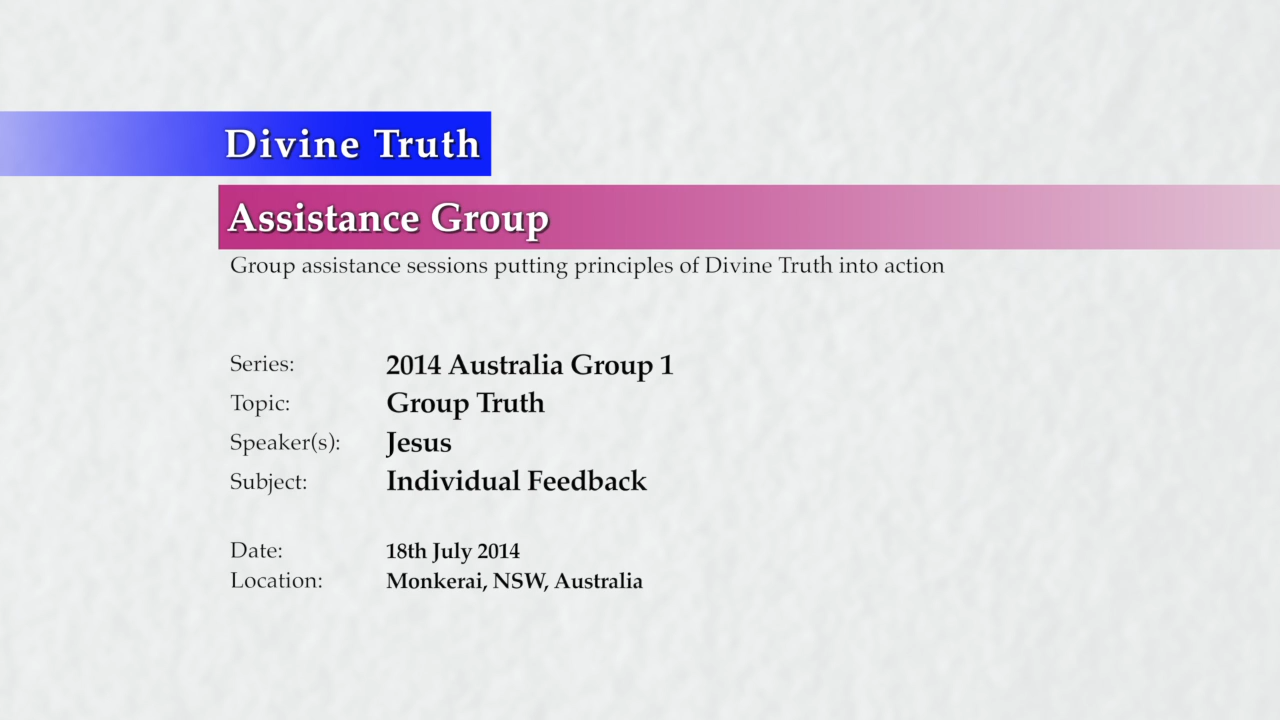 Divine Truth
Assistance Group
Group assistance sessions putting principles of Divine Truth into action
Series: 2014 Australia Group 1
Topic: Group Truth
Speaker(s): Jesus
Subject: Individual Feedback
Date: 18th July 2014
Location: Monkerai, NSW, Australia